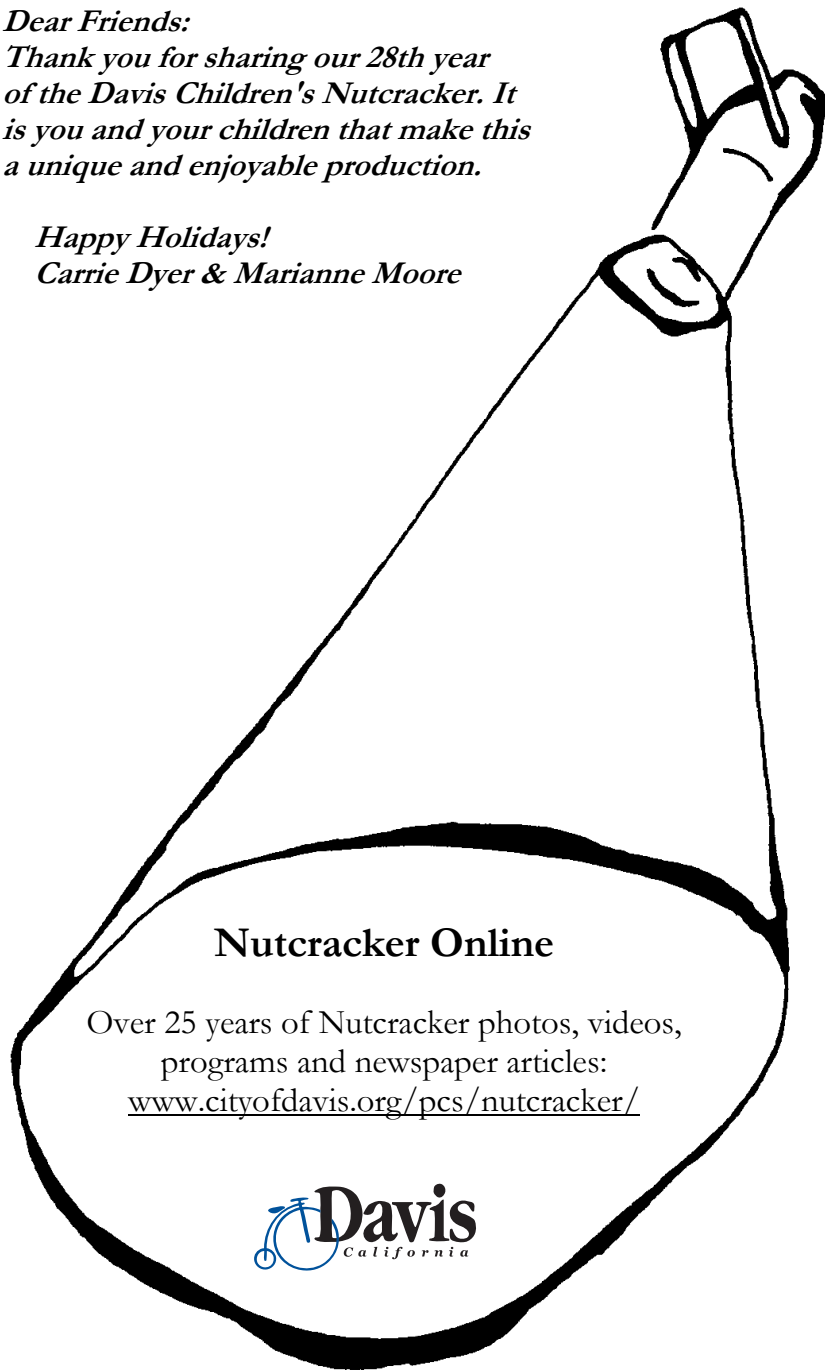 Dear Friends:
Thank you for sharing our 28th year
of the Davis Children's Nutcracker. It
is you and your children that make this
a unique and enjoyable production.
Happy Holidays!
Carrie Dyer & Marianne Moore
Nutcracker Online
Over 25 years of Nutcracker photos, videos,
programs and newspaper articles:
www.cityofdavis.org/pcs/nutcracker/
Davis
California